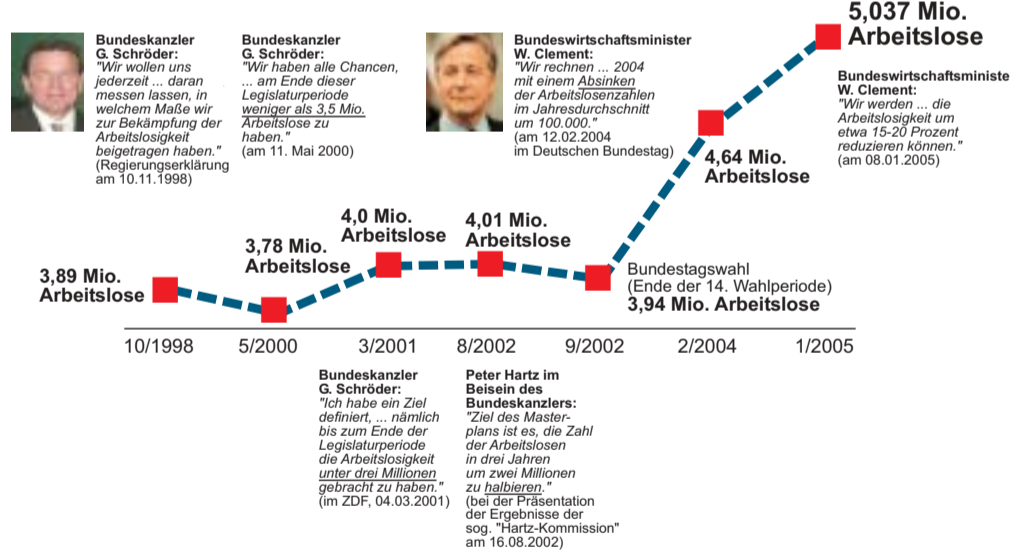 Bundeskanzler
G. Schröder:
"Wir wollen uns
jederzeit ... daran
messen lassen, in
welchem Maße wir
zur Bekämpfung der
Arbeitlosigkeit
beigetragen haben."
(Regierungserklärung
am 10.11.1998)
Bundeskanzler
G. Schröder:
"Wir haben alle Chancen,
... am Ende dieser
Legislaturperiode
weniger als 3,5 Mio.
Arbeitslose zu
haben."
(am 11. Mai 2000)
Bundeswirtschaftsminister
W. Clement:
"Wir rechnen ... 2004
mit einem Absinken
der Arbeitslosenzahlen
im Jahresdurchschnitt
um 100.000."
(am 12.02.2004
im Deutschen Bundestag)
5,037 Mio.
Arbeitslose
Bundeswirtschaftsministe
W. Clement:
"Wir werden ... die
Arbeitslosigkeit um
etwa 15-20 Prozent
reduzieren können."
(am 08.01.2005)
4,64 Mio.
Arbeitslose
3,89 Mio.
Arbeitslose
3,78 Mio.
Arbeitslose
4,0 Mio.
Arbeitslose
4,01 Mio.
Arbeitslose
Bundestagswahl
(Ende der 14. Wahlperiode)
3,94 Mio. Arbeitslose
10/1998
5/2000
3/2001
8/2002
9/2002
2/2004
1/2005
Bundeskanzler
G. Schröder:
"Ich habe ein Ziel
definiert, ... nämlich
bis zum Ende der
Legislaturperiode
die Arbeitslosigkeit
unter drei Millionen
gebracht zu haben."
(im ZDF, 04.03.2001)
Peter Hartz im
Beisein des
Bundeskanzlers:
"Ziel des Master-
plans ist es, die Zahl
der Arbeitslosen
in drei Jahren
um zwei Millionen
zu halbieren."
(bei der Präsentation
der Ergebnisse der
sog. "Hartz-Kommission"
am 16.08.2002)